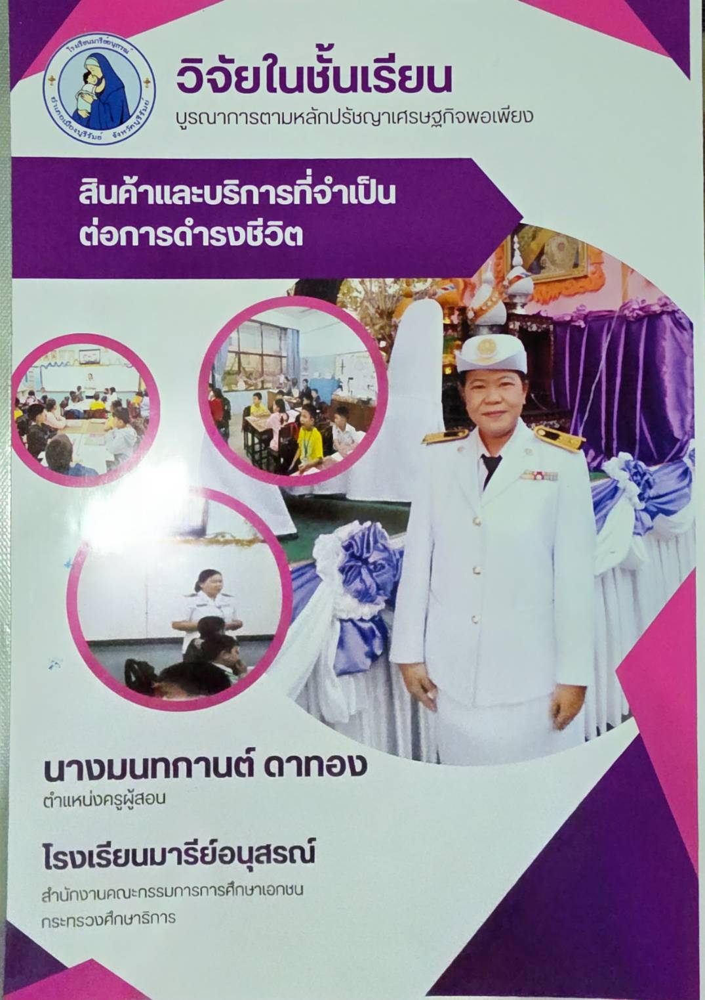 โรงเรียนมารีย์อนุสรณ์
อำเภอเมืองบุรีรัมย์ จังหวัดบุรีรัมย์
วิจัยในชั้นเรียน
บูรณาการตามหลักปรัชญาเศรษฐกิจพอเพียง
สินค้าและบริการที่จำเป็น
ต่อการดำรงชีวิต
นางมนทกานต์ ดาทอง
ตำแหน่งครูผู้สอน
โรงเรียนมารีย์อนุสรณ์
สำนักงานคณะกรรมการการศึกษาเอกชน
กระทรวงศึกษาธิการ